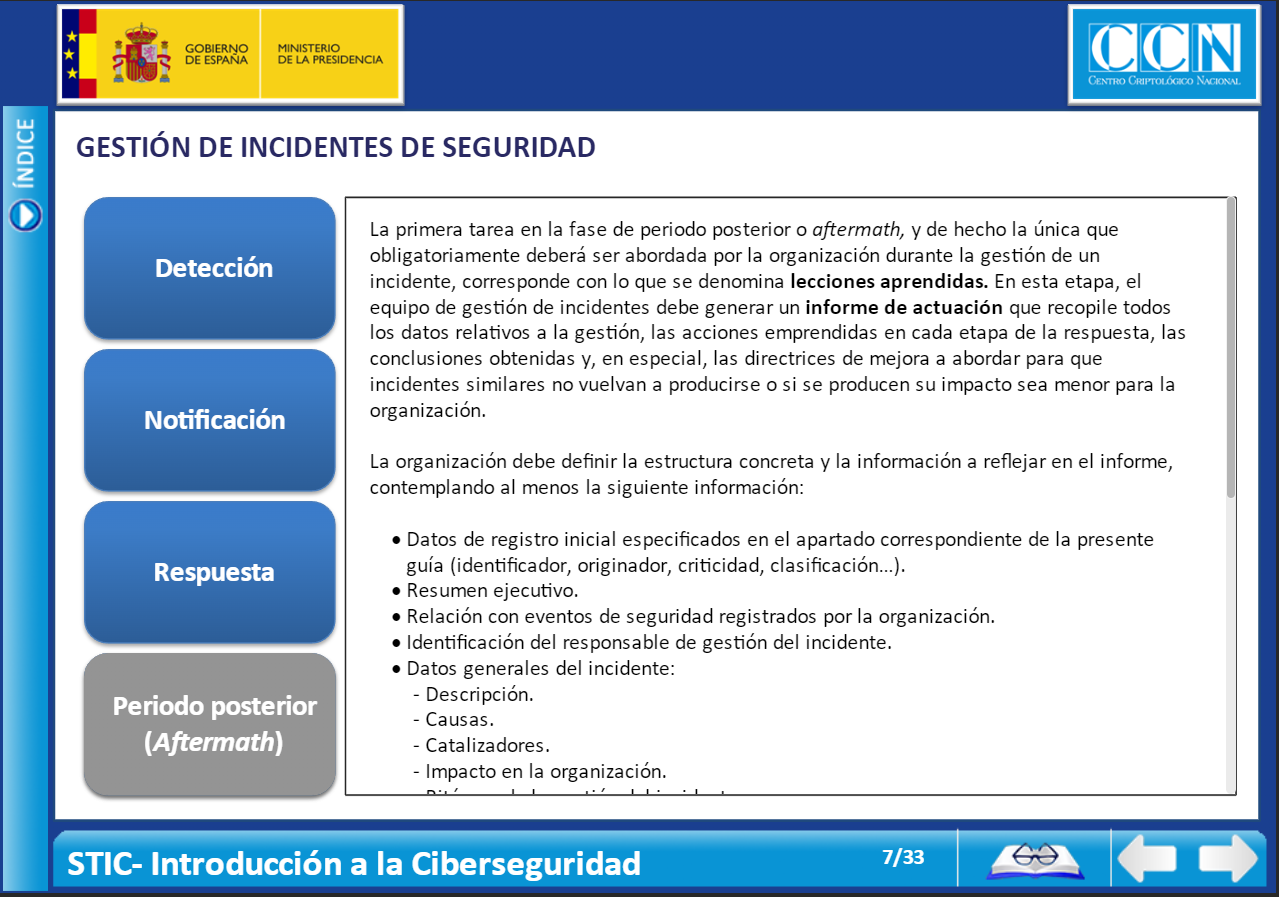 GOBIERNO
DE ESPAÑA
MINISTERIO
DE LA PRESIDENCIA
CCN
CENTRO CRIPTOLÓGICO NACIONAL
ÍNDICE
GESTIÓN DE INCIDENTES DE SEGURIDAD
Detección
Notificación
Respuesta
Periodo posterior
(Aftermath)
La primera tarea en la fase de periodo posterior o aftermath, y de hecho la única que
obligatoriamente deberá ser abordada por la organización durante la gestión de un
incidente, corresponde con lo que se denomina lecciones aprendidas. En esta etapa, el
equipo de gestión de incidentes debe generar un informe de actuación que recopile todos
los datos relativos a la gestión, las acciones emprendidas en cada etapa de la respuesta, las
conclusiones obtenidas y, en especial, las directrices de mejora a abordar para que
incidentes similares no vuelvan a producirse o si se producen su impacto sea menor para la
organización.
La organización debe definir la estructura concreta y la información a reflejar en el informe,
contemplando al menos la siguiente información:
• Datos de registro inicial especificados en el apartado correspondiente de la presente
guía (identificador, originador, criticidad, clasificación...).
• Resumen ejecutivo.
• Relación con eventos de seguridad registrados por la organización.
• Identificación del responsable de gestión del incidente.
• Datos generales del incidente:
- Descripción.
- Causas.
- Catalizadores.
- Impacto en la organización.
STIC- Introducción a la Ciberseguridad
7/33